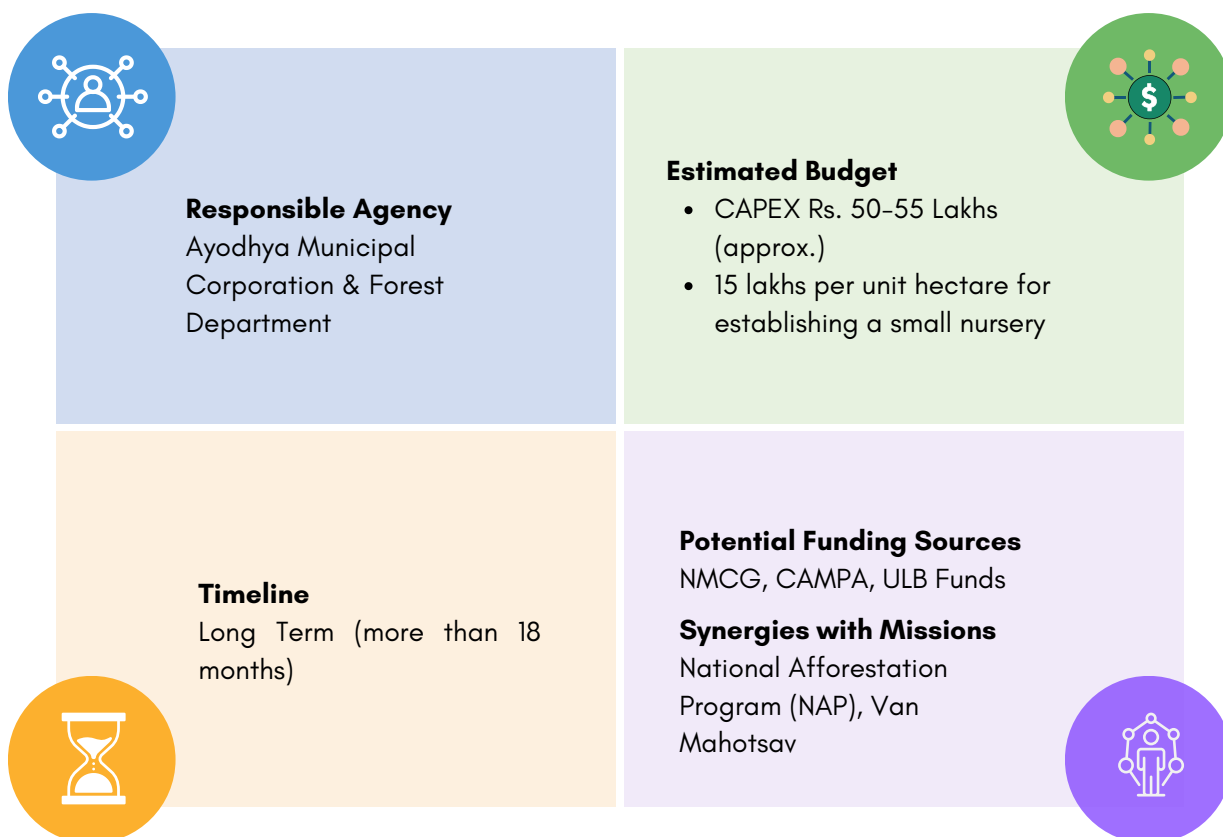 Responsible Agency
Ayodhya Municipal
Corporation & Forest
Department
Estimated Budget
• CAPEX Rs. 50-55 Lakhs
(approx.)
• 15 lakhs per unit hectare for
establishing a small nursery
Timeline
Long Term (more than 18
months)
Potential Funding Sources
NMCG, CAMPA, ULB Funds
Synergies with Missions
National Afforestation
Program (NAP), Van
Mahotsav
$